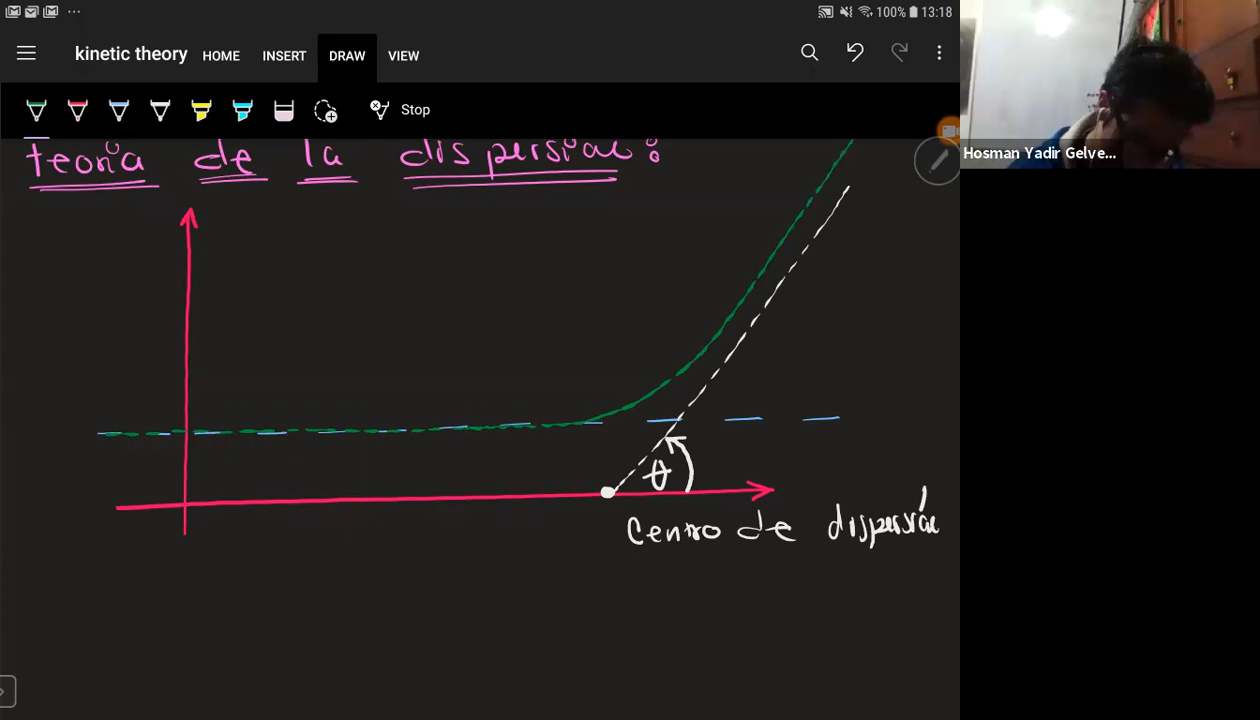 100% 13:18
kinetic theory HOME INSERT DRAW VIEW
Stop
Hosman Yadir Gelve...
teoría de la dispersión:
θ
Centro de dispersión